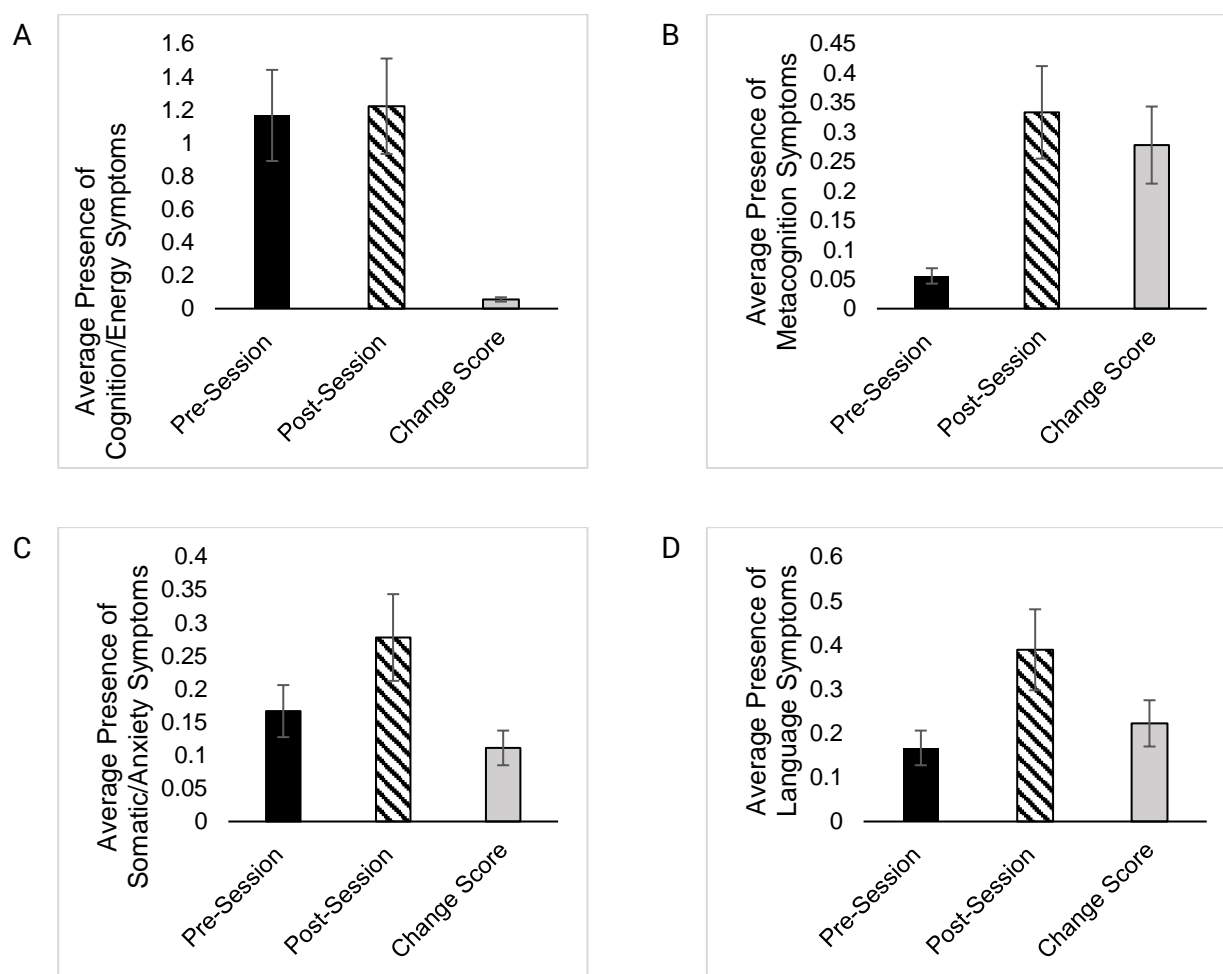 A
Average Presence of
Cognition/Energy Symptoms
1.6
1.4
1.2
1
0.8
0.6
0.4
0.2
0
Pre-Session
Post-Session
Change Score
B
Average Presence of
Metacognition Symptoms
0.45
0.4
0.35
0.3
0.25
0.2
0.15
0.1
0.05
0
Pre-Session
Post-Session
Change Score
C
Average Presence of
Somatic/Anxiety Symptoms
0.4
0.35
0.3
0.25
0.2
0.15
0.1
0.05
0
Pre-Session
Post-Session
Change Score
D
Average Presence of
Language Symptoms
0.6
0.5
0.4
0.3
0.2
0.1
0
Pre-Session
Post-Session
Change Score